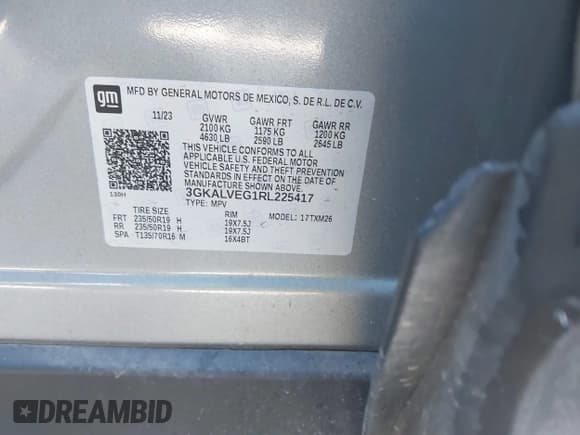 gm
MFD BY GENERAL MOTORS DE MEXICO, S. DE R.L. DE C.V.
11/23 GVWR GAWR FRT GAWR RR
2100 KG 1175 KG 1200 KG
4630 LB 2590 LB 2645 LB
THIS VEHICLE CONFORMS TO ALL
APPLICABLE U.S. FEDERAL MOTOR
VEHICLE SAFETY AND THEFT PREVENTION
STANDARDS IN EFFECT ON THE DATE OF
MANUFACTURE SHOWN ABOVE.
130H 3GKALVEG1RL225417
TYPE: MPV
TIRE SIZE RIM MODEL: 17TXM26
FRT 235/50R19 H 19X7.5J
RR 235/50R19 H 19X7.5J
SPA T135/70R16 M 16X4BT
DREAMBID